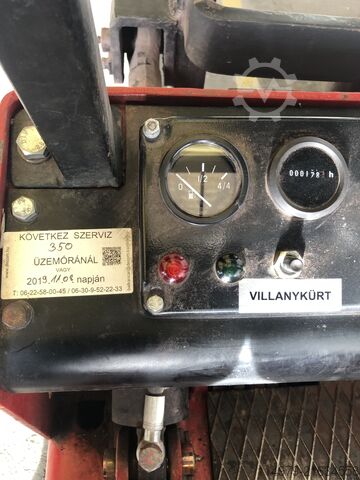 KÖVETKEZ SZERVIZ
350
ÜZEMÓRÁNÁL
VAGY
2019.11.08 napján
T: 06-22-58-00-45 / 06-30-9-52-22-33
0 1/2 4/4
VILLANYKÜRT